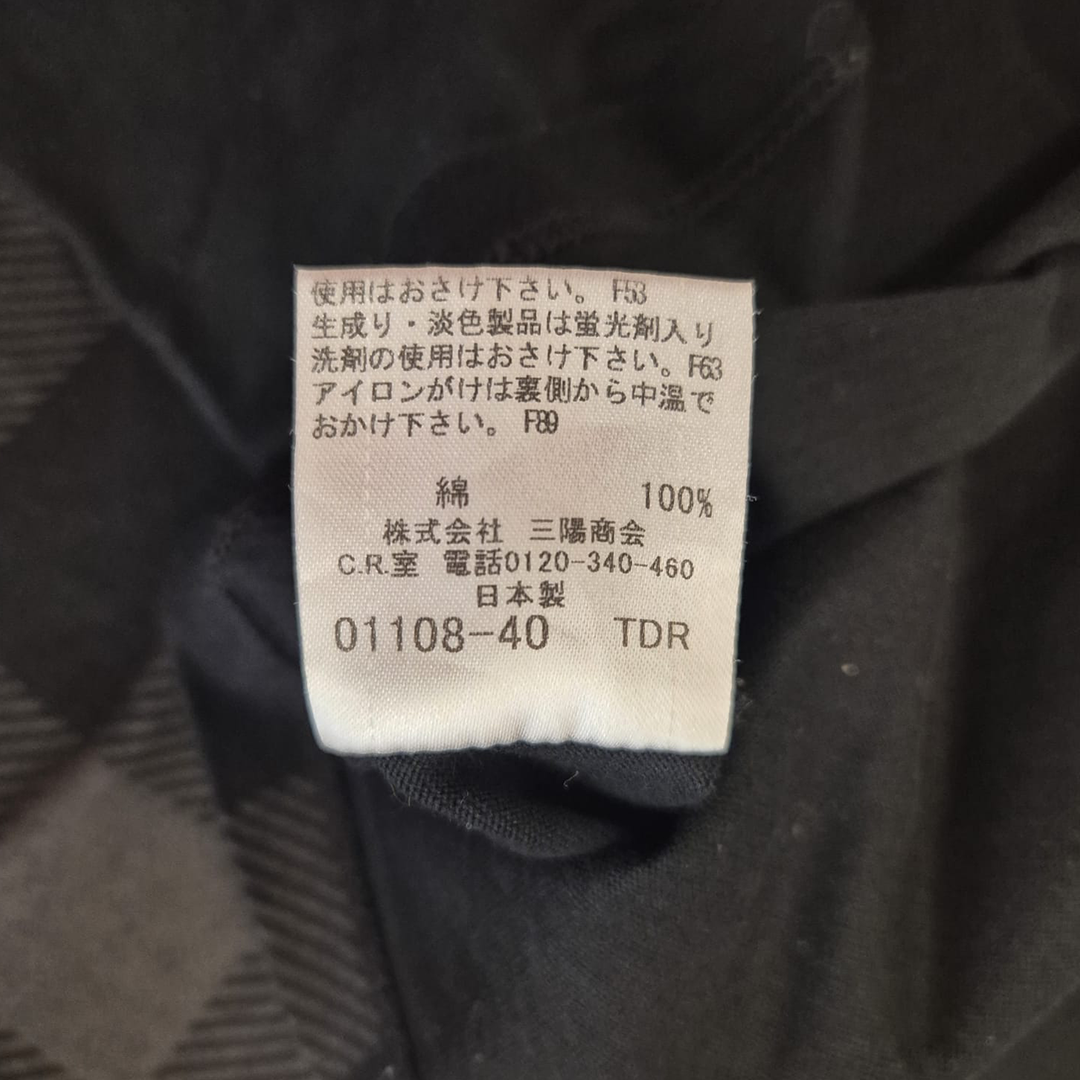 使用はおさけ下さい。 F53
生成り・淡色製品は蛍光剤入り
洗剤の使用はおさけ下さい。F63
アイロンがけは裏側から中温で
おかけ下さい。 F89
綿 100%
株式会社 三陽商会
C.R.室 電話0120-340-460
日本製
01108-40 TDR